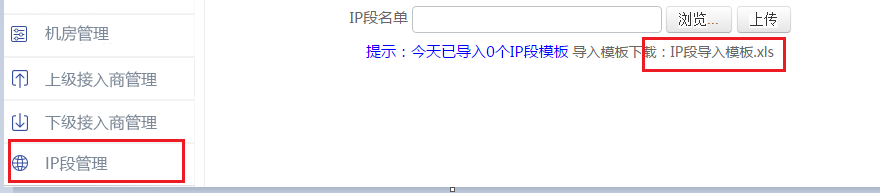 机房管理
上级接入商管理
下级接入商管理
IP段管理
IP段名单 浏览... 上传
提示：今天已导入0个IP段模板 导入模板下载：IP段导入模板.xls